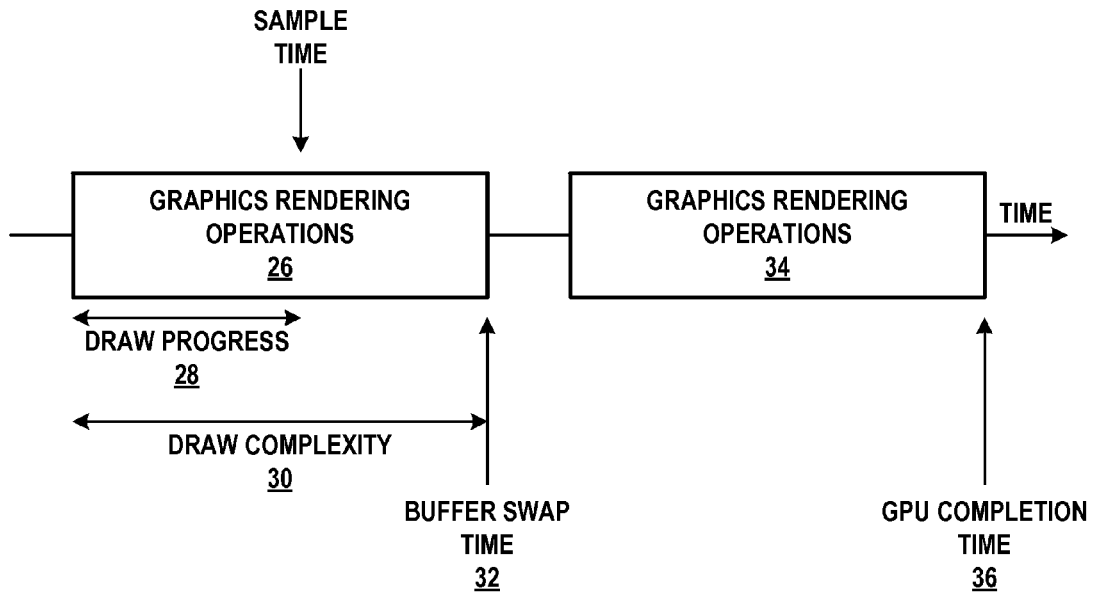 SAMPLE
TIME
GRAPHICS RENDERING
OPERATIONS
26
GRAPHICS RENDERING
OPERATIONS
34
TIME
DRAW PROGRESS
28
DRAW COMPLEXITY
30
BUFFER SWAP
TIME
32
GPU COMPLETION
TIME
36